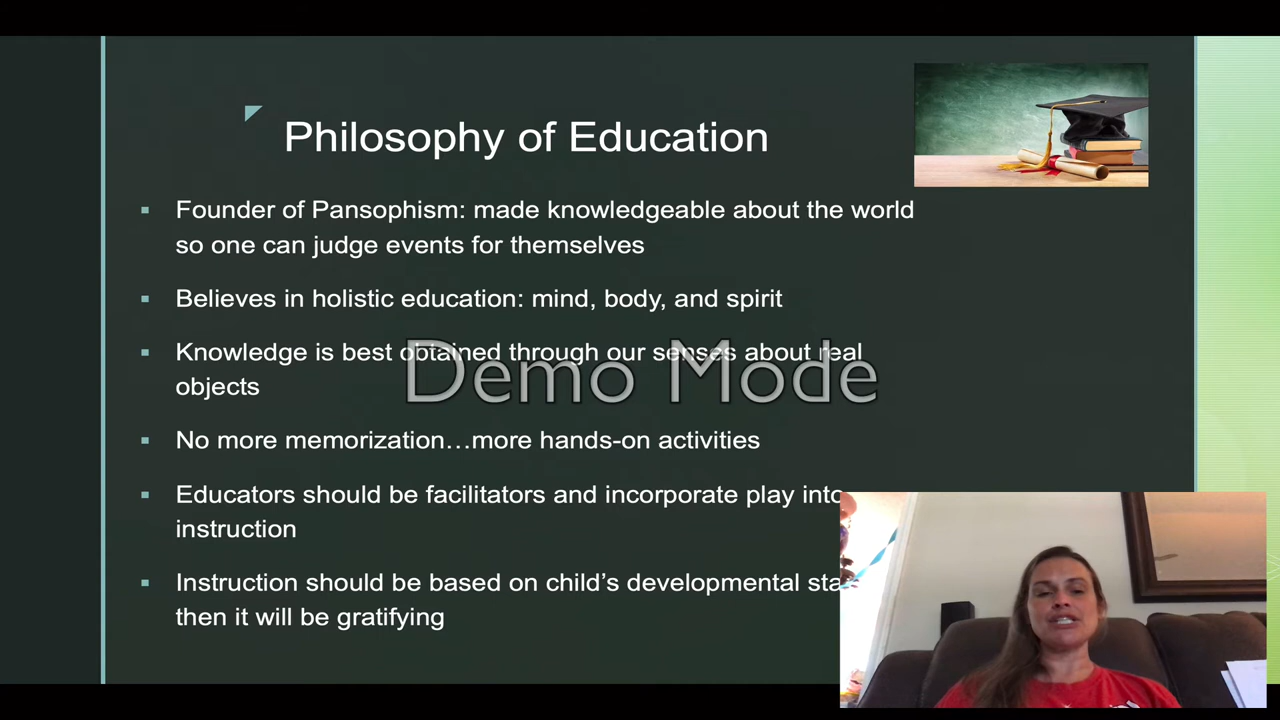 Philosophy of Education
▪ Founder of Pansophism: made knowledgeable about the world
so one can judge events for themselves
▪ Believes in holistic education: mind, body, and spirit
▪ Knowledge is best obtained through our senses about real
objects
Demo Mode
▪ No more memorization…more hands-on activities
▪ Educators should be facilitators and incorporate play into
instruction
▪ Instruction should be based on child’s developmental
then it will be gratifying